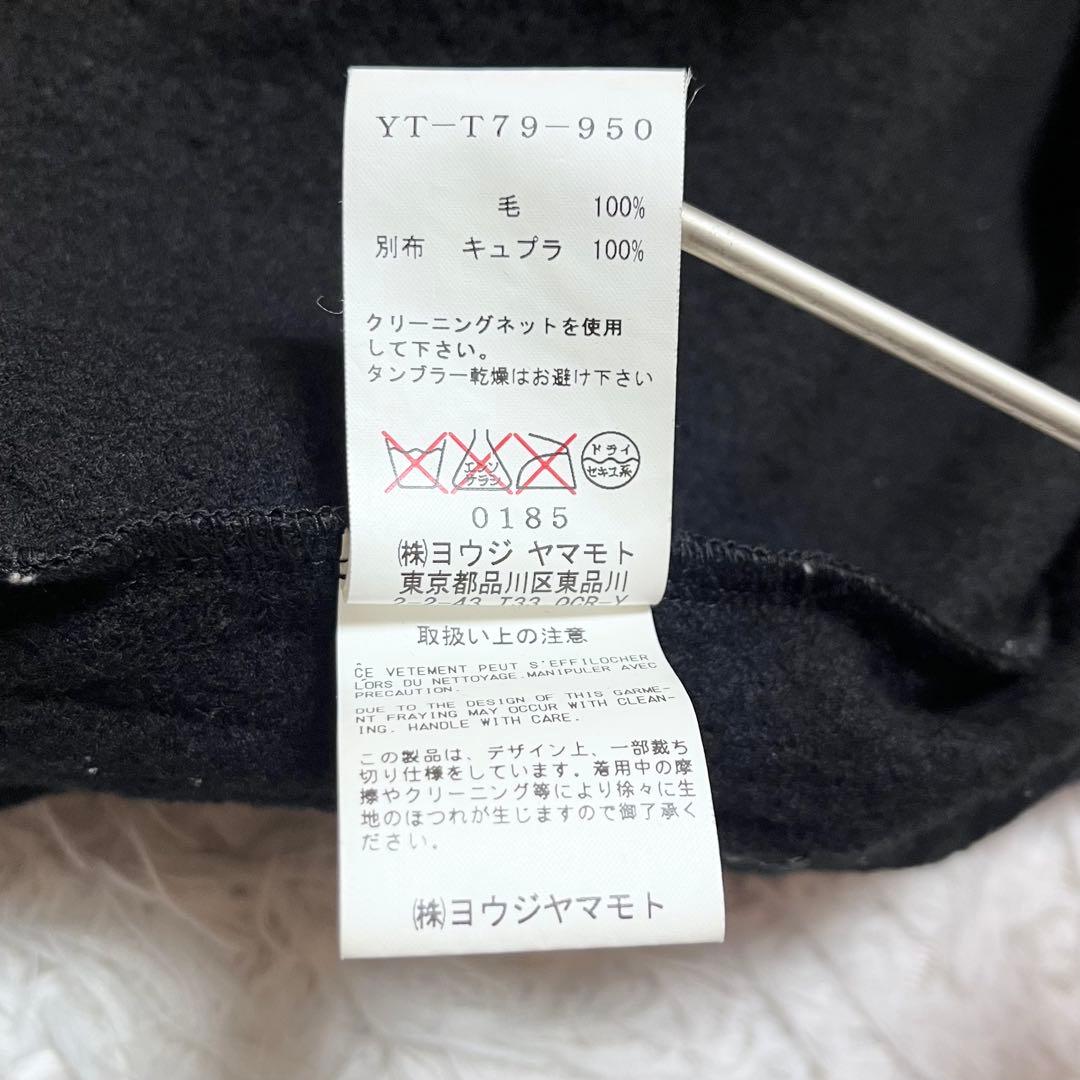 YT-T79-950
毛 100%
別布 キュプラ 100%
クリーニングネットを使用
して下さい。
タンブラー乾燥はお避け下さい
エンソ
サラシ
ドライ
セキユ系
0185
㈱ヨウジ ヤマモト
東京都品川区東品川
2-2-43 T33 OCR-Y
取扱い上の注意
CE VETEMENT PEUT S'EFFILOCHER
LORS DU NETTOYAGE.MANIPULER AVEC
PRECAUTION.
DUE TO THE DESIGN OF THIS GARME-
NT FRAYING MAY OCCUR WITH CLEAN-
ING. HANDLE WITH CARE.
この製品は、デザイン上、一部裁ち
切り仕様をしています。着用中の摩
擦やクリーニング等により徐々に生
地のほつれが生じますので御了承く
ださい。
㈱ヨウジヤマモト